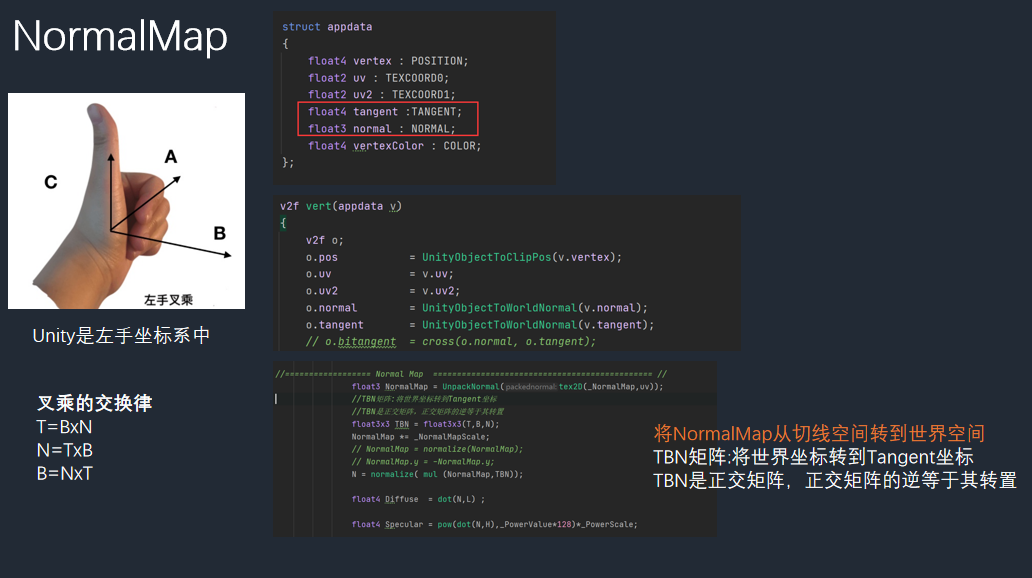 NormalMap
C
A
B
左手叉乘
Unity是左手坐标系中
叉乘的交换律
T=BxN
N=TxB
B=NxT
struct appdata
{
float4 vertex : POSITION;
float2 uv : TEXCOORD0;
float2 uv2 : TEXCOORD1;
float4 tangent :TANGENT;
float3 normal : NORMAL;
float4 vertexColor : COLOR;
};
v2f vert(appdata v)
{
v2f o;
o.pos = UnityObjectToClipPos(v.vertex);
o.uv = v.uv;
o.uv2 = v.uv2;
o.normal = UnityObjectToWorldNormal(v.normal);
o.tangent = UnityObjectToWorldNormal(v.tangent);
// o.bitangent = cross(o.normal, o.tangent);
//================== Normal Map ============================================== //
float3 NorMalMap = UnpackNormal(packednormal: tex2D(_NorMalMap,uv));
//TBN矩阵:将世界坐标转到Tangent坐标
//TBN是正交矩阵，正交矩阵的逆等于其转置
float3x3 TBN = float3x3(T,B,N);
NorMalMap *= _NorMalMapScale;
// NorMalMap = normalize(NorMalMap);
// NorMalMap.y = -NorMalMap.y;
N = normalize( mul (NorMalMap,TBN));
float4 Diffuse = dot(N,L) ;
float4 Specular = pow(dot(N,H),_PowerValue*128)*_PowerScale;
将NormalMap从切线空间转到世界空间
TBN矩阵:将世界坐标转到Tangent坐标
TBN是正交矩阵，正交矩阵的逆等于其转置